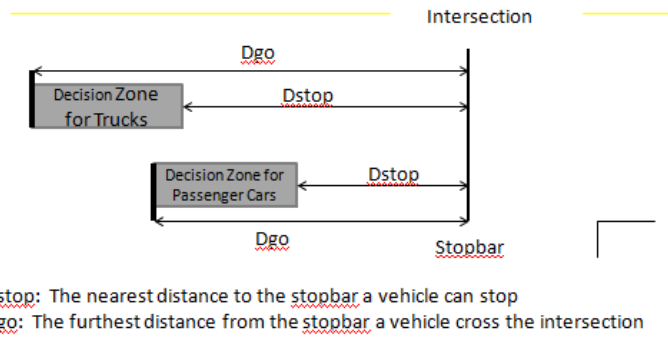 Intersection
Dgo
Decision Zone
for Trucks
Dstop
Decision Zone for
Passenger Cars
Dstop
Dgo
Stopbar
stop: The nearest distance to the stopbar a vehicle can stop
go: The furthest distance from the stopbar a vehicle cross the intersection